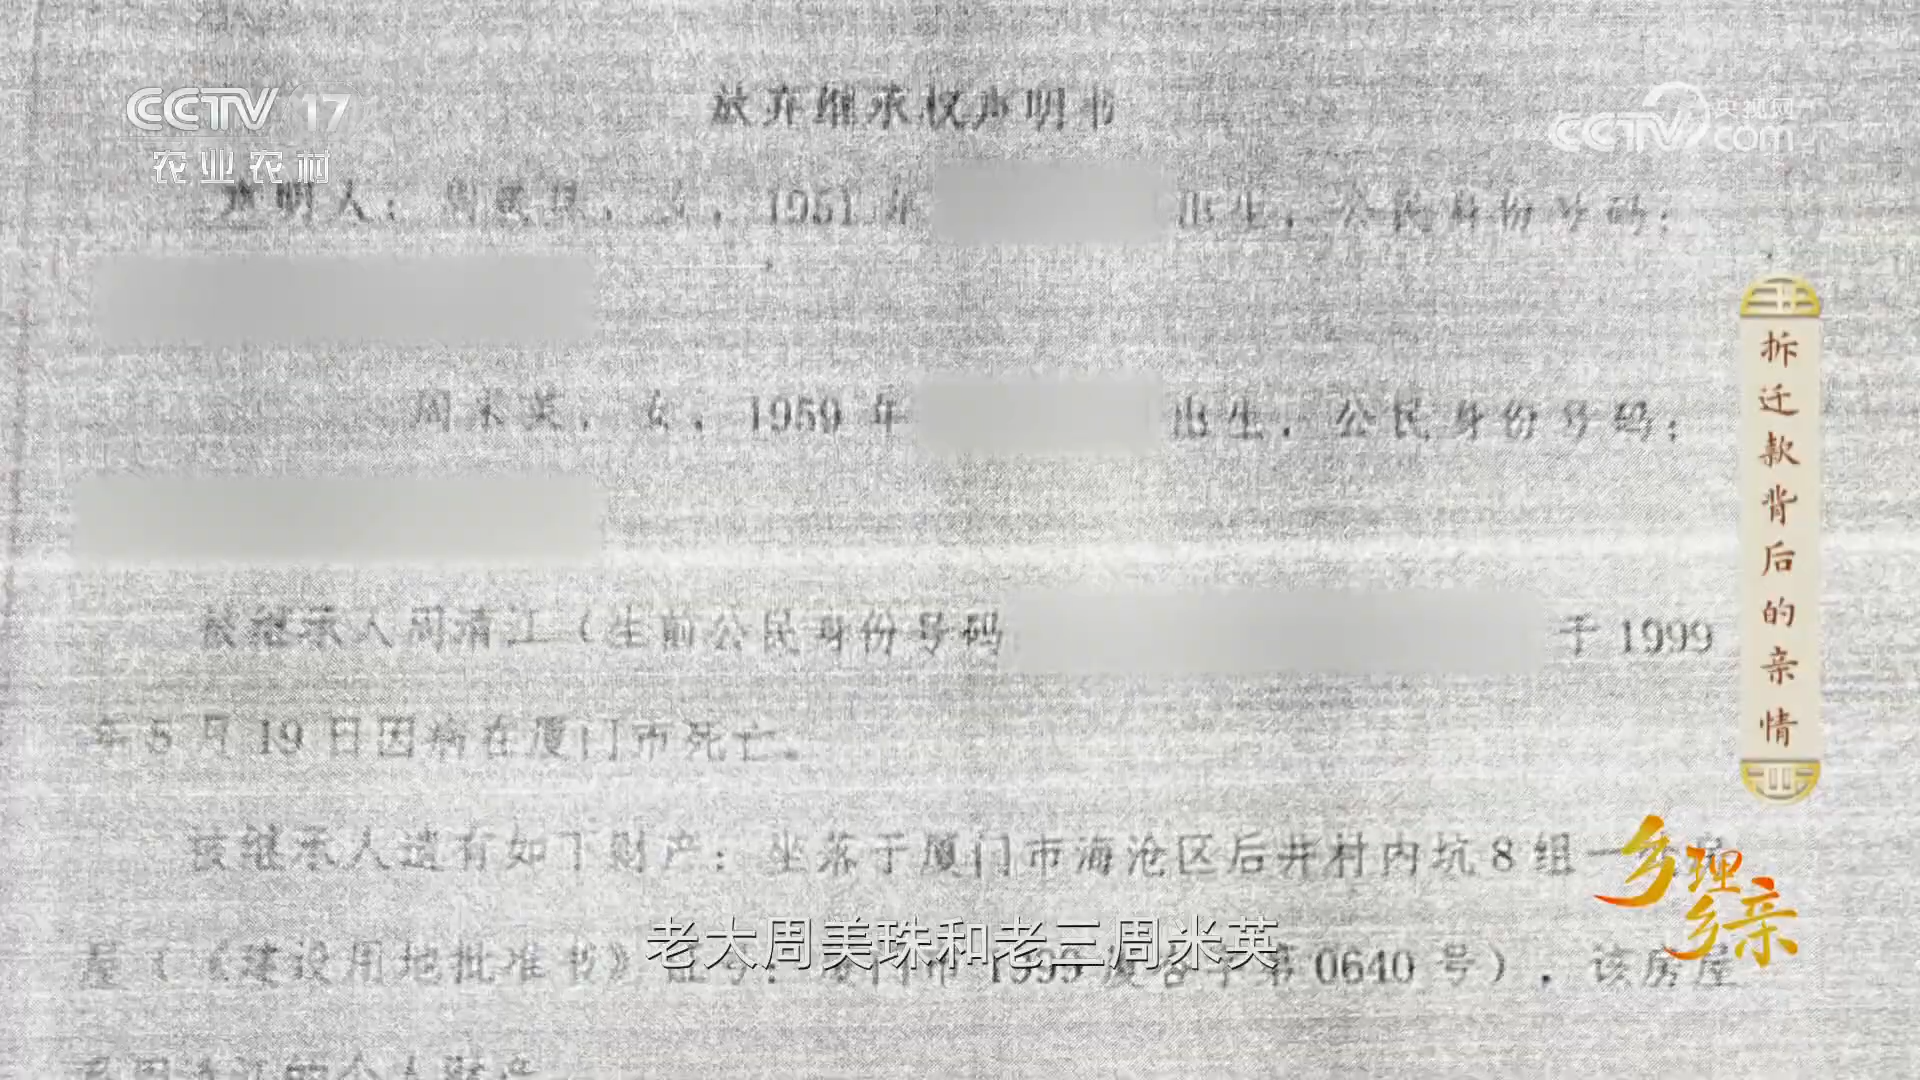 CCTV 17
农业农村
央视网
CCTV.com
放弃继承权声明书
声明人：周美珠，女，1951年
出生，公民身份号码：
周米英，女，1959年
出生，公民身份号码：
被继承人周清江（生前公民身份号码
于1999
年5月19日因病在厦门市死亡。
被继承人遗有如下财产：坐落于厦门市海沧区后井村内坑8组一
屋（《建设用地批准书》证号：
0640号），该房屋
老大周美珠和老三周米英
拆迁款背后的亲情
乡理乡亲